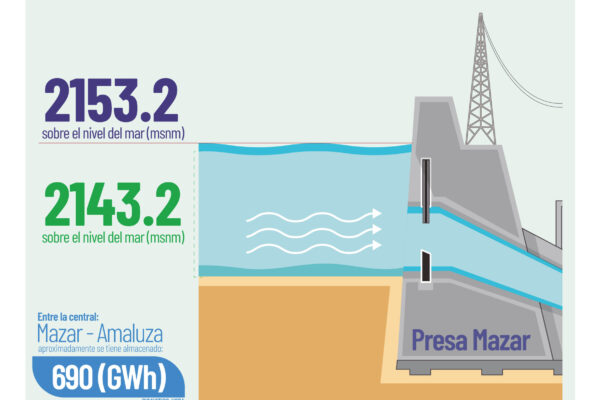 2153.2
sobre el nivel del mar (msnm)
2143.2
sobre el nivel del mar (msnm)
Entre la central:
Mazar - Amaluza
aproximadamente se tiene almacenado:
690 (GWh)
Presa Mazar